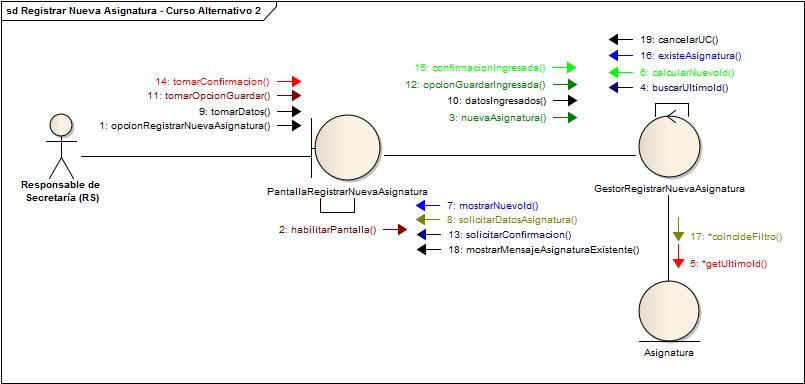 sd Registrar Nueva Asignatura - Curso Alternativo 2
19: cancelarUC()
16: existeAsignatura()
15: confirmacionIngresada()
6: calcularNuevoId()
14: tomarConfirmacion()
12: opcionGuardarIngresada()
4: buscarUltimoId()
11: tomarOpcionGuardar()
10: datosIngresados()
9: tomarDatos()
3: nuevaAsignatura()
1: opcionRegistrarNuevaAsignatura()
Responsable de
Secretaría (RS)
PantallaRegistrarNuevaAsignatura
GestorRegistrarNuevaAsignatura
7: mostrarNuevoId()
8: solicitarDatosAsignatura()
2: habilitarPantalla()
13: solicitarConfirmacion()
17: *coincideFiltro()
18: mostrarMensajeAsignaturaExistente()
5: *getUltimoId()
Asignatura